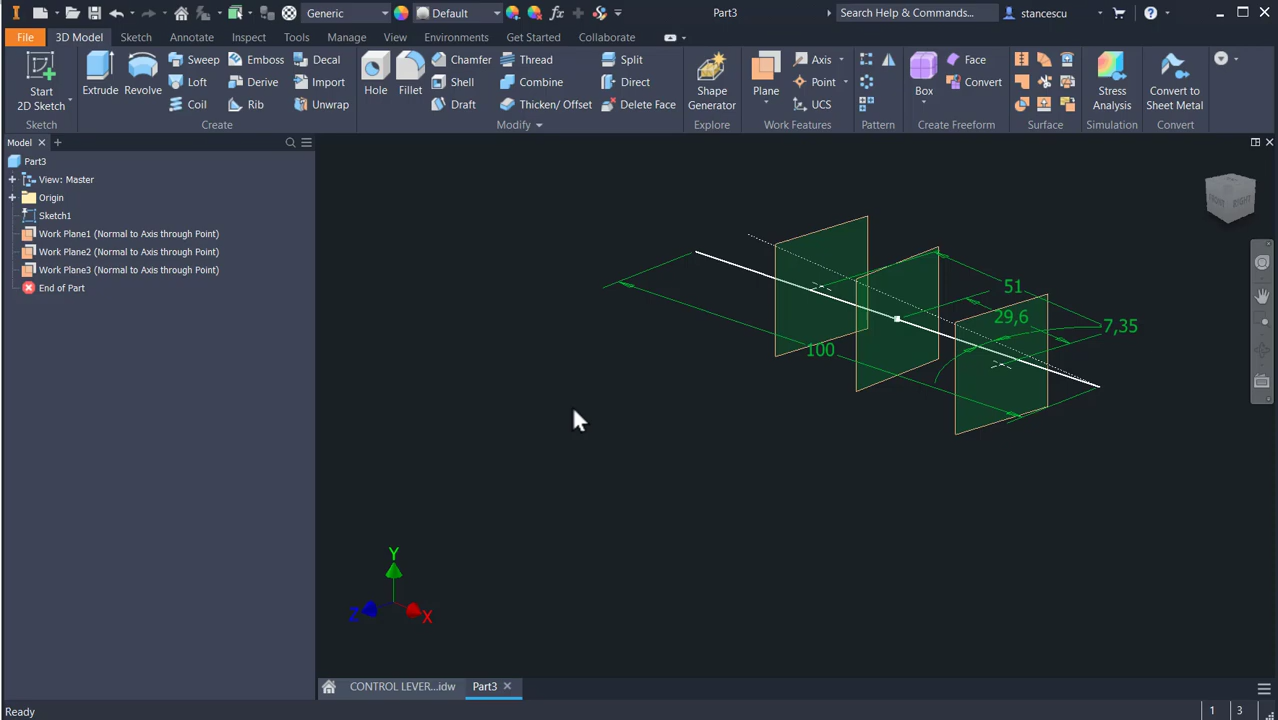 Generic Default fx Part3 Search Help & Commands... stancescu
File 3D Model Sketch Annotate Inspect Tools Manage View Environments Get Started Collaborate
Start 2D Sketch
Extrude Revolve
Sweep Emboss Decal
Loft Derive Import
Coil Rib Unwrap
Hole Fillet
Chamfer Thread Split
Shell Combine Direct
Draft Thicken/ Offset Delete Face
Shape Generator
Plane
Axis
Point
UCS
Box
Face
Convert
Stress Analysis
Convert to Sheet Metal
Sketch Create Modify Explore Work Features Pattern Create Freeform Surface Simulation Convert
Model
Part3
View: Master
Origin
Sketch1
Work Plane1 (Normal to Axis through Point)
Work Plane2 (Normal to Axis through Point)
Work Plane3 (Normal to Axis through Point)
End of Part
51
29,6
7,35
100
FRONT RIGHT
Y
Z
X
CONTROL LEVER...idw Part3
Ready 1 3